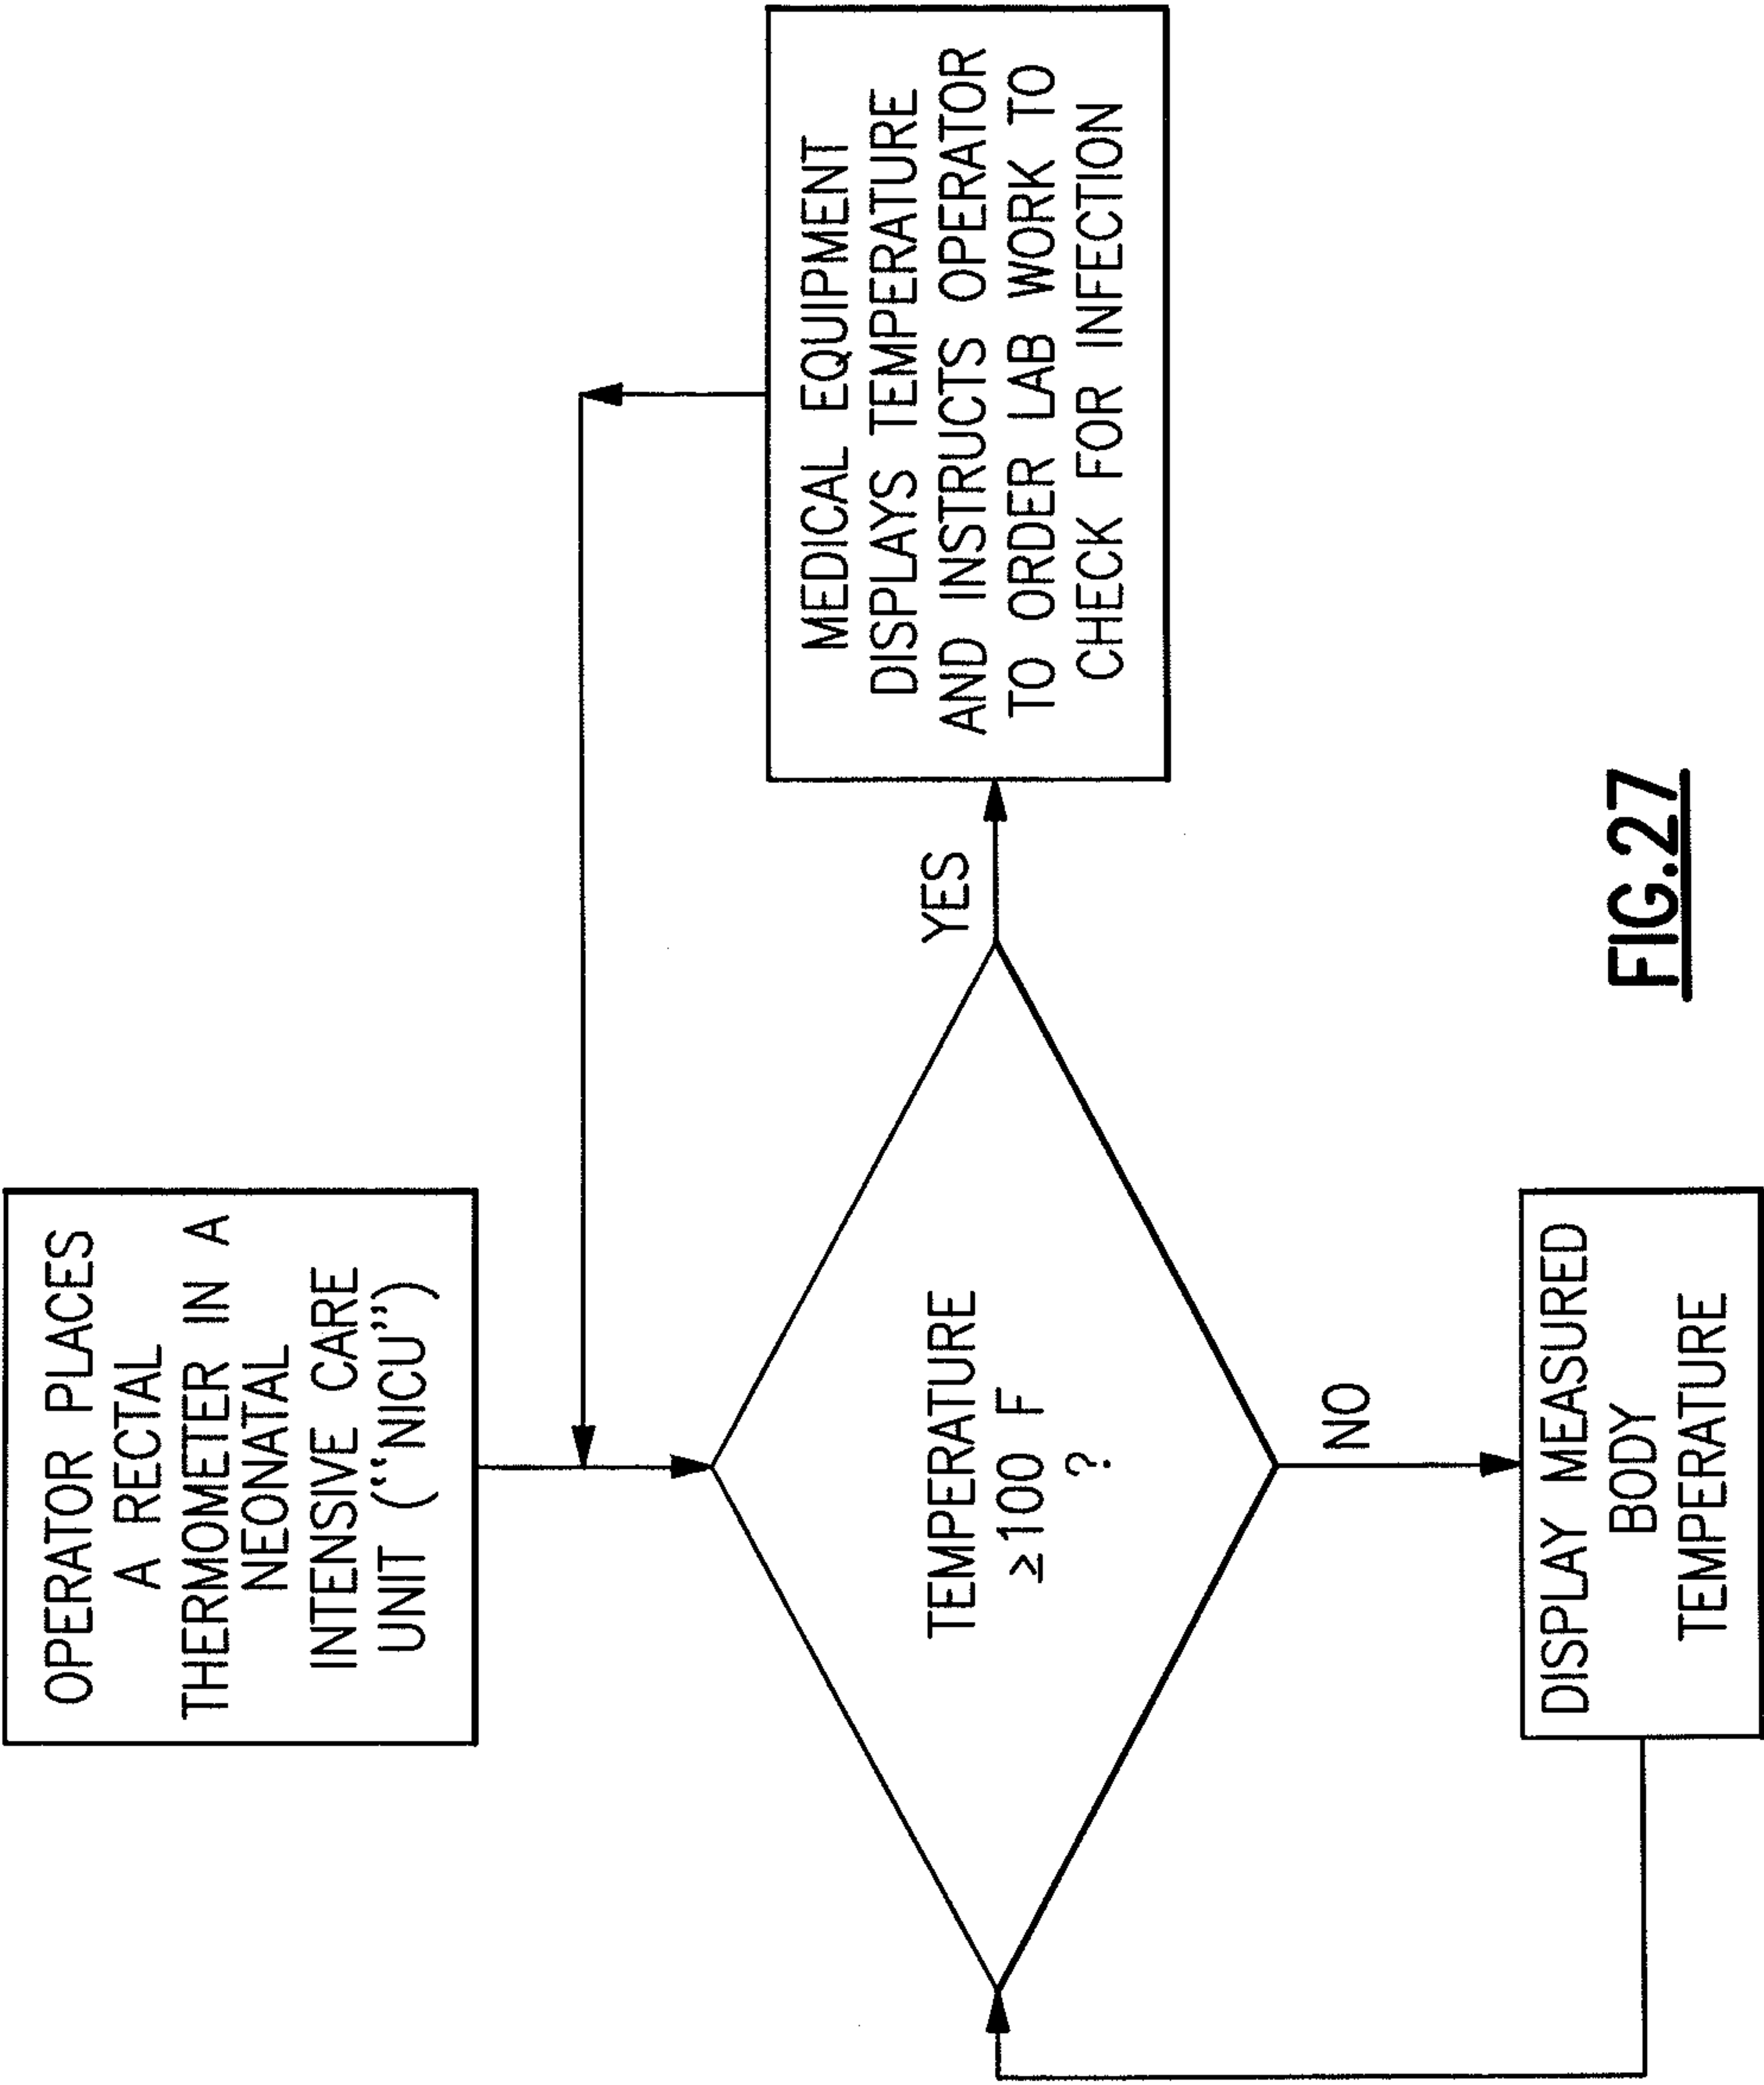 OPERATOR PLACES
A RECTAL
THERMOMETER IN A
NEONATAL
INTENSIVE CARE
UNIT (“NICU”)
TEMPERATURE
≥100 F
?
YES
MEDICAL EQUIPMENT
DISPLAYS TEMPERATURE
AND INSTRUCTS OPERATOR
TO ORDER LAB WORK TO
CHECK FOR INFECTION
NO
DISPLAY MEASURED
BODY
TEMPERATURE
FIG.27